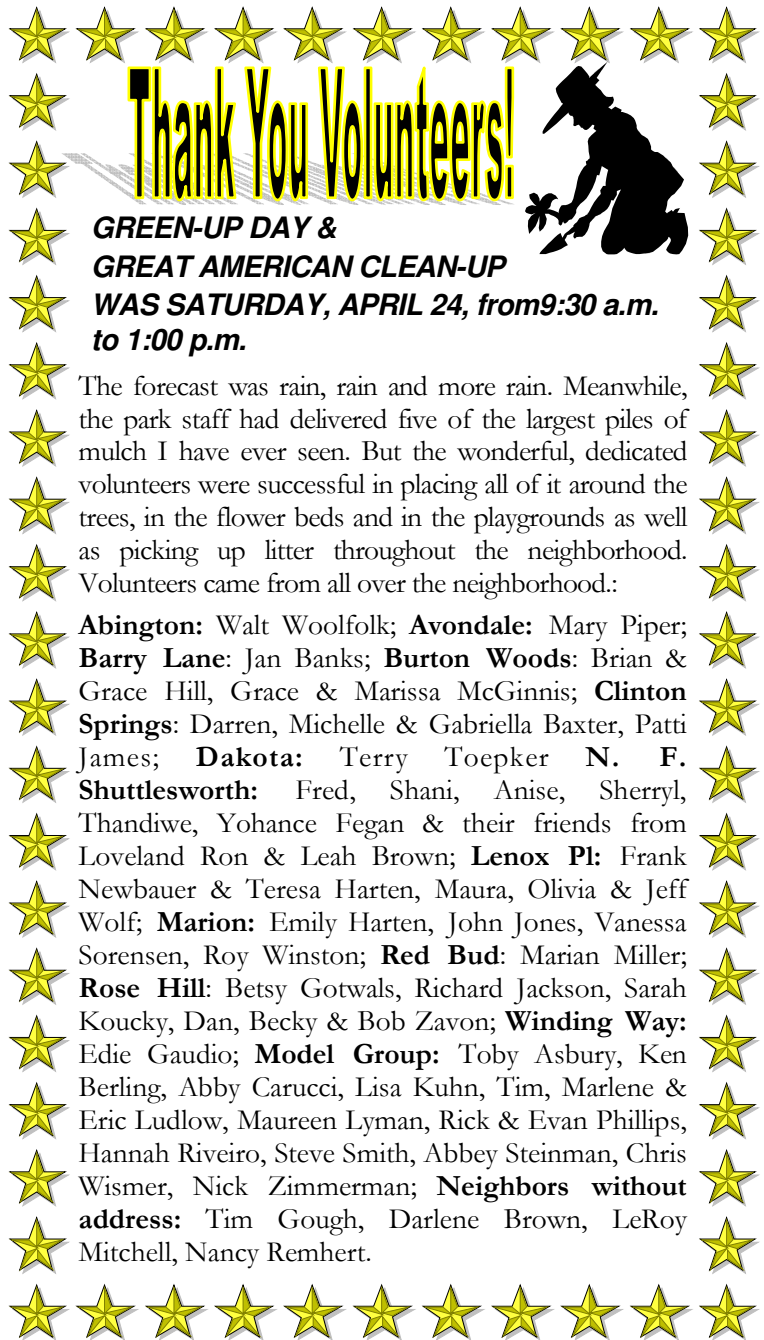 Thank You Volunteers!
GREEN-UP DAY &
GREAT AMERICAN CLEAN-UP
WAS SATURDAY, APRIL 24, from9:30 a.m.
to 1:00 p.m.
The forecast was rain, rain and more rain. Meanwhile,
the park staff had delivered five of the largest piles of
mulch I have ever seen. But the wonderful, dedicated
volunteers were successful in placing all of it around the
trees, in the flower beds and in the playgrounds as well
as picking up litter throughout the neighborhood.
Volunteers came from all over the neighborhood.:
Abington: Walt Woolfolk; Avondale: Mary Piper;
Barry Lane: Jan Banks; Burton Woods: Brian &
Grace Hill, Grace & Marissa McGinnis; Clinton
Springs: Darren, Michelle & Gabriella Baxter, Patti
James; Dakota: Terry Toepker N. F.
Shuttlesworth: Fred, Shani, Anise, Sherryl,
Thandiwe, Yohance Fegan & their friends from
Loveland Ron & Leah Brown; Lenox Pl: Frank
Newbauer & Teresa Harten, Maura, Olivia & Jeff
Wolf; Marion: Emily Harten, John Jones, Vanessa
Sorensen, Roy Winston; Red Bud: Marian Miller;
Rose Hill: Betsy Gotwals, Richard Jackson, Sarah
Koucky, Dan, Becky & Bob Zavon; Winding Way:
Edie Gaudio; Model Group: Toby Asbury, Ken
Berling, Abby Carucci, Lisa Kuhn, Tim, Marlene &
Eric Ludlow, Maureen Lyman, Rick & Evan Phillips,
Hannah Riveiro, Steve Smith, Abbey Steinman, Chris
Wismer, Nick Zimmerman; Neighbors without
address: Tim Gough, Darlene Brown, LeRoy
Mitchell, Nancy Remhert.